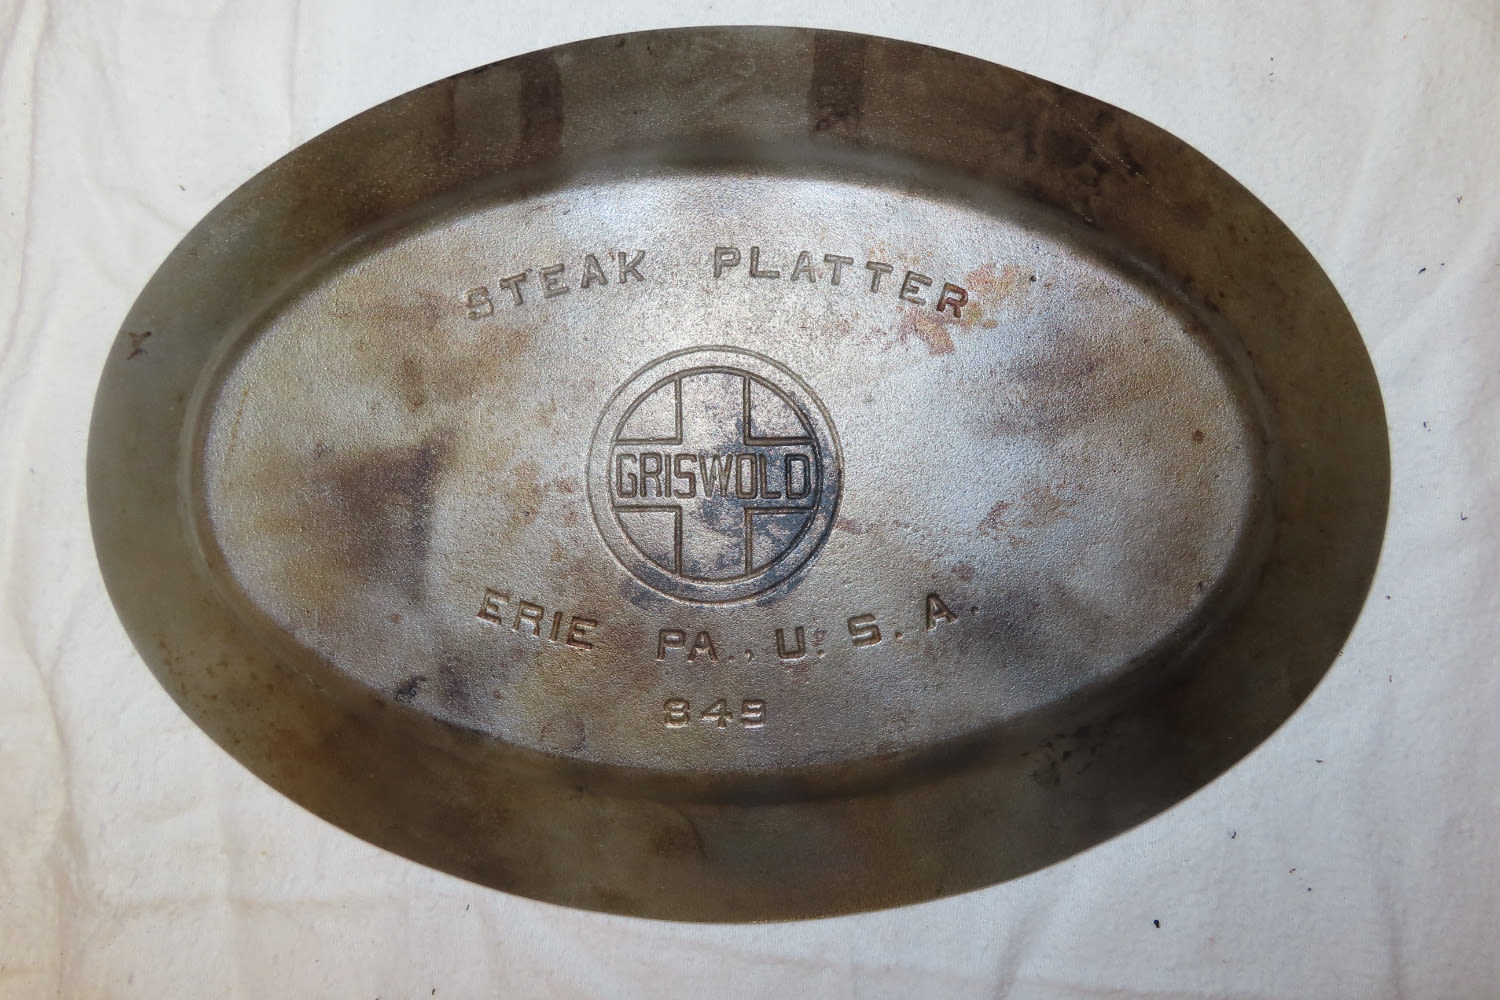 STEAK PLATTER
GRISWOLD
ERIE PA., U. S. A.
849